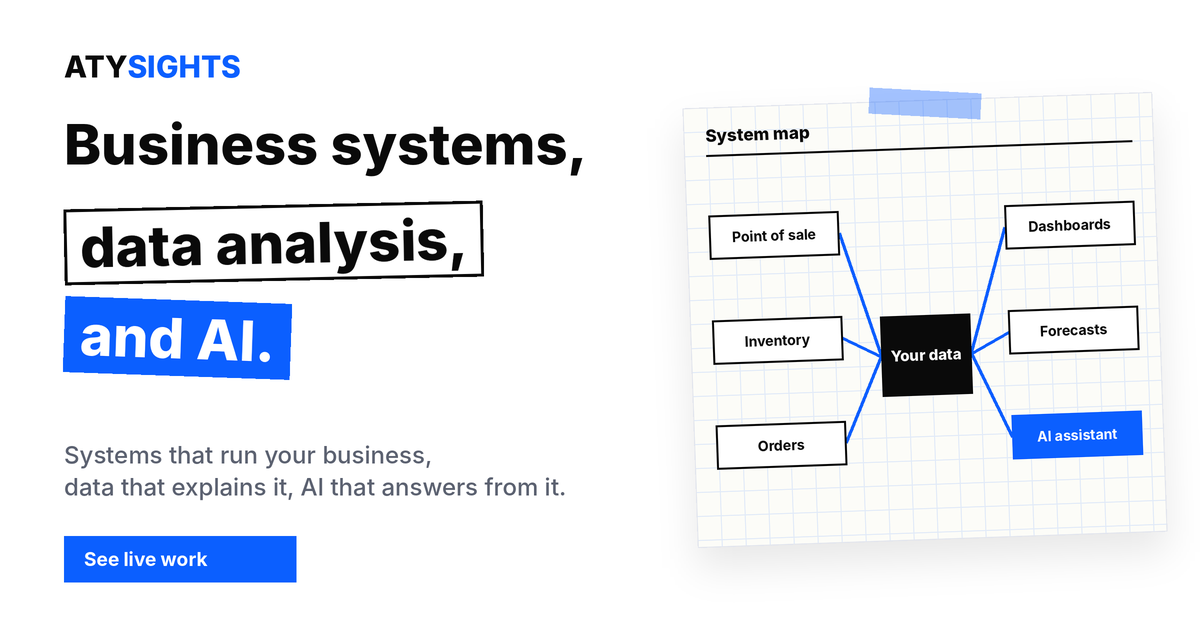 ATYSIGHTS
Business systems,
data analysis,
and AI.
Systems that run your business,
data that explains it, AI that answers from it.
See live work
System map
Point of sale
Inventory
Orders
Your data
Dashboards
Forecasts
AI assistant